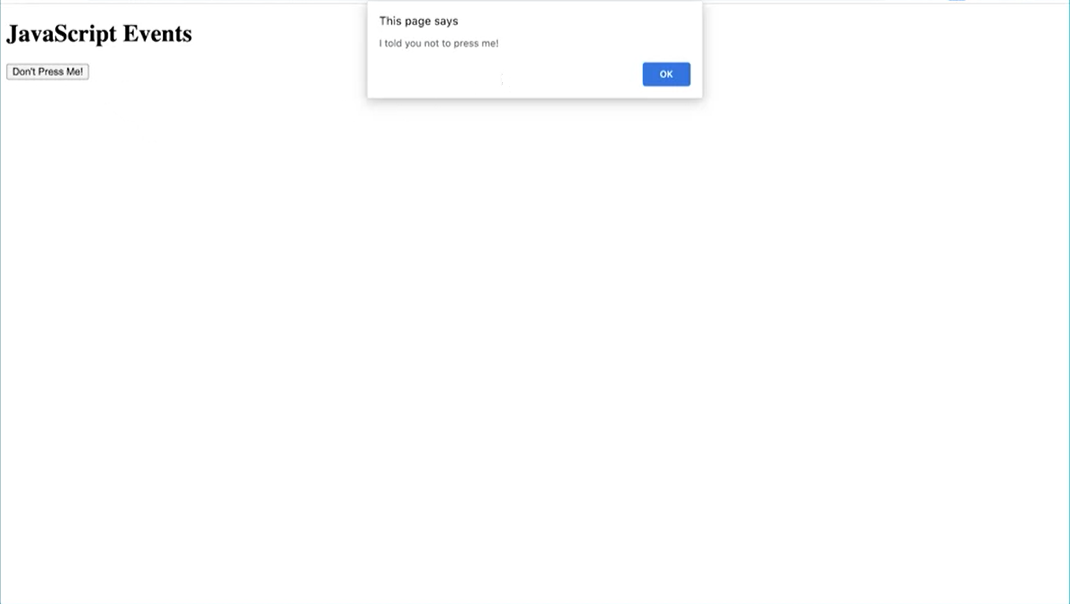 This page says
I told you not to press me!
OK
JavaScript Events
Don't Press Me!